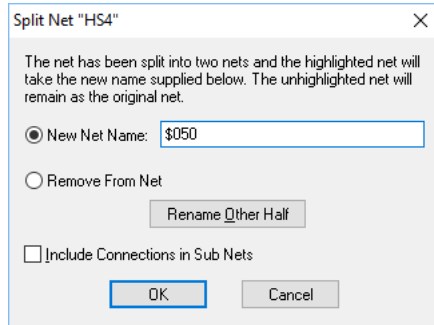 Split Net "HS4"
The net has been split into two nets and the highlighted net will
take the new name supplied below. The unhighlighted net will
remain as the original net.
New Net Name: $050
Remove From Net
Rename Other Half
Include Connections in Sub Nets
OK Cancel